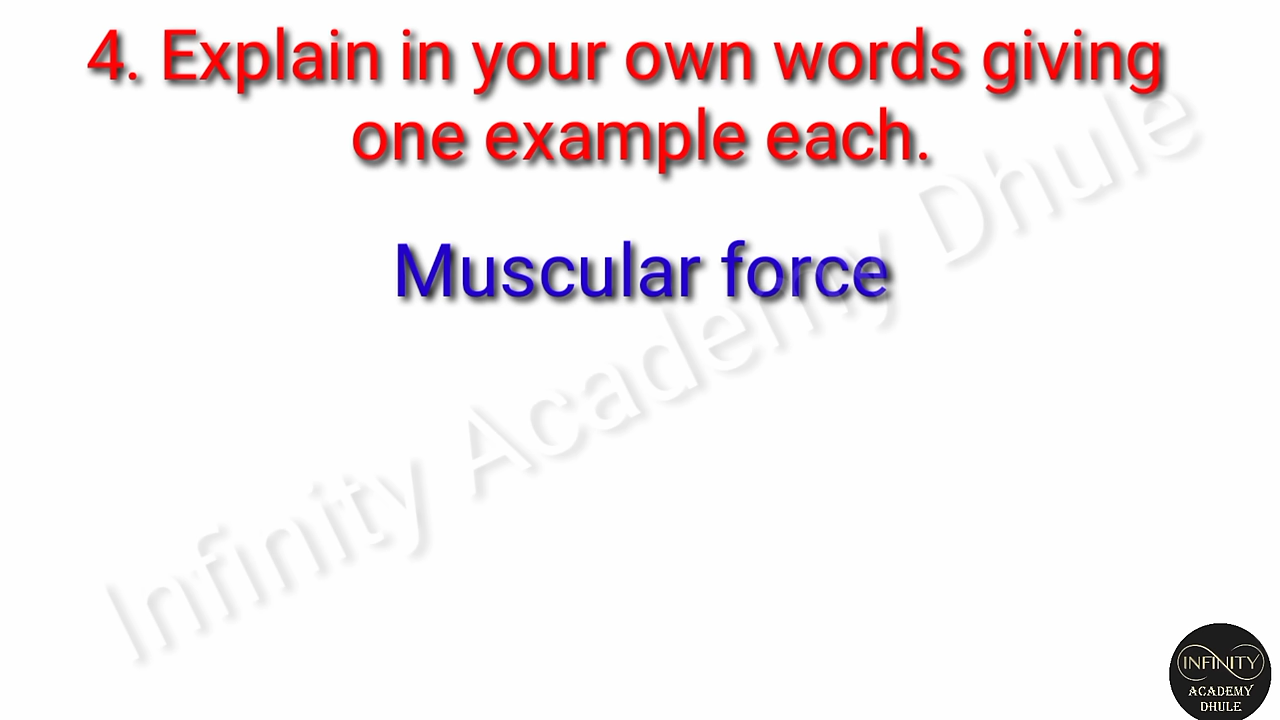 4. Explain in your own words giving
one example each.
Muscular force
Infinity Academy Dhule
INFINITY
ACADEMY
DHULE